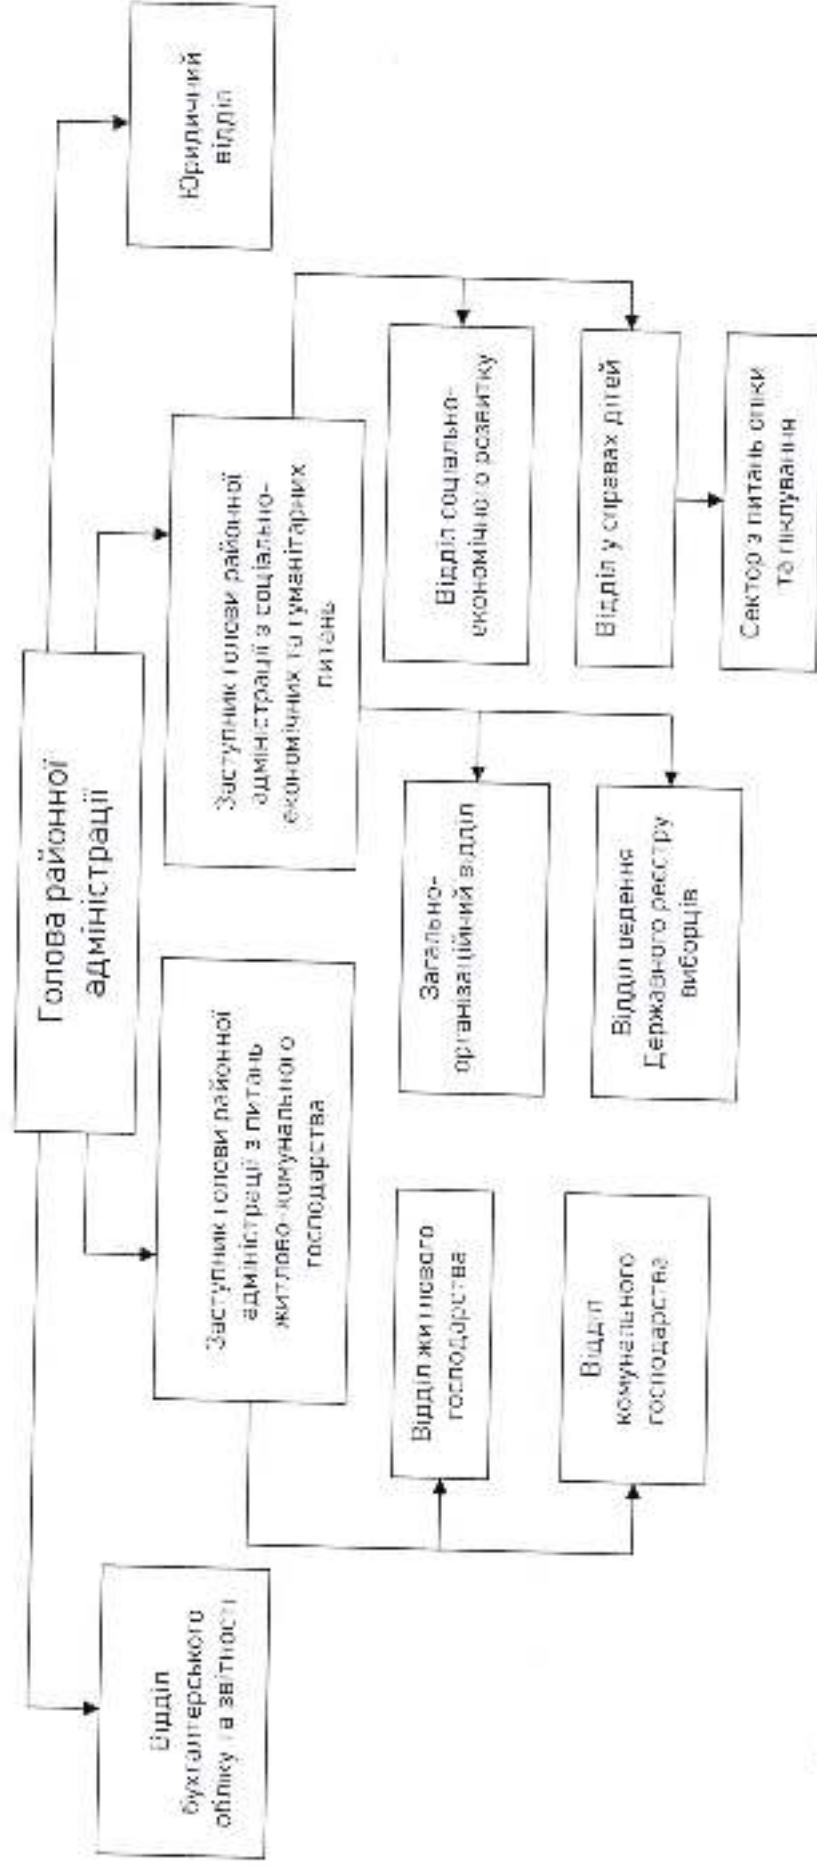 Голова районної
адміністрації
Відділ
бухгалтерського
обліку та звітності
Заступник голови районної
адміністрації з питань
житлово-комунального
господарства
Заступник голови районної
адміністрації з соціально-
економічних та гуманітарних
питань
Юридичний
відділ
Відділ житлового
господарства
Відділ
комунального
господарства
Загально-
організаційний відділ
Відділ ведення
Державного реєстру
виборців
Відділ соціально-
економічного розвитку
Відділ у справах дітей
Сектор з питань опіки
та піклування